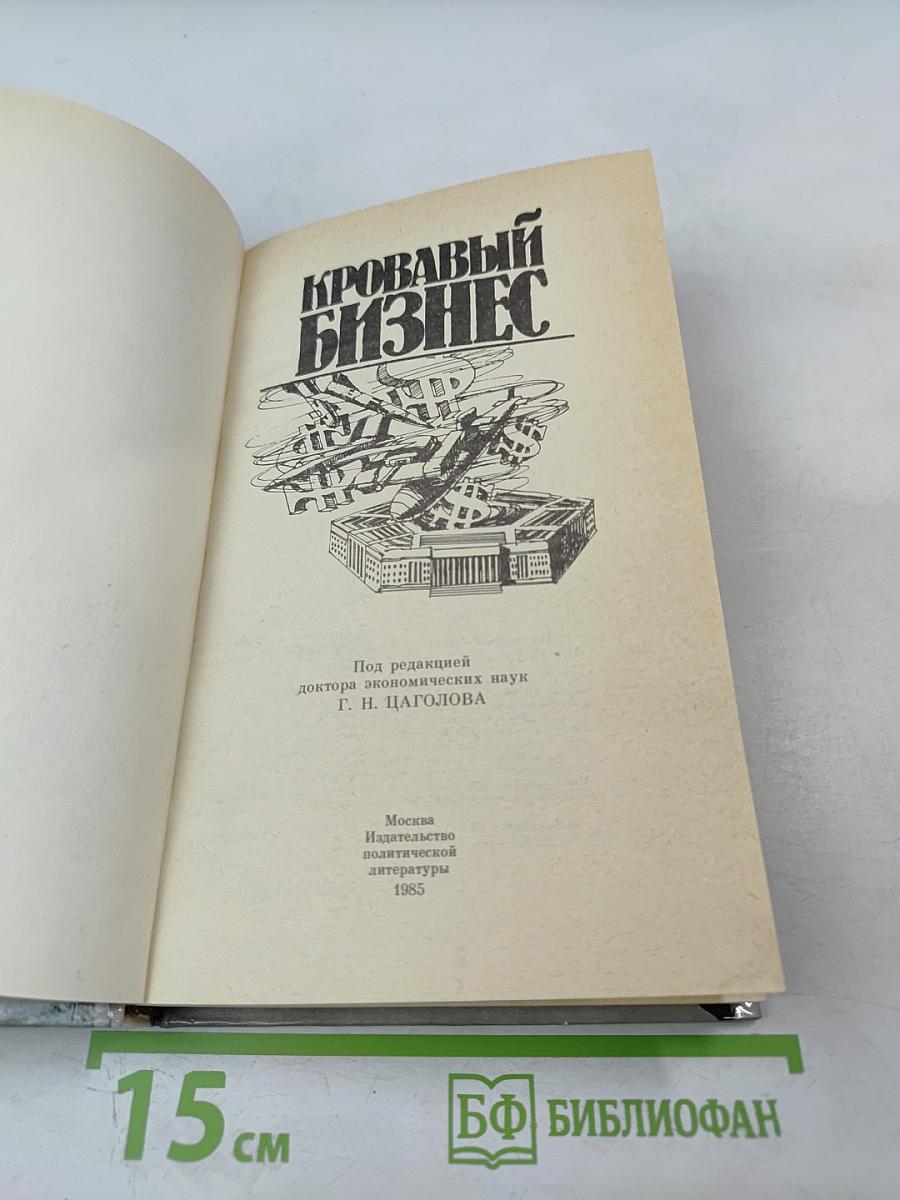 КРОВАВЫЙ
БИЗНЕС
Под редакцией
доктора экономических наук
Г. Н. ЦАГОЛОВА
Москва
Издательство
политической
литературы
1985
15 см
БФ БИБЛИОФАН